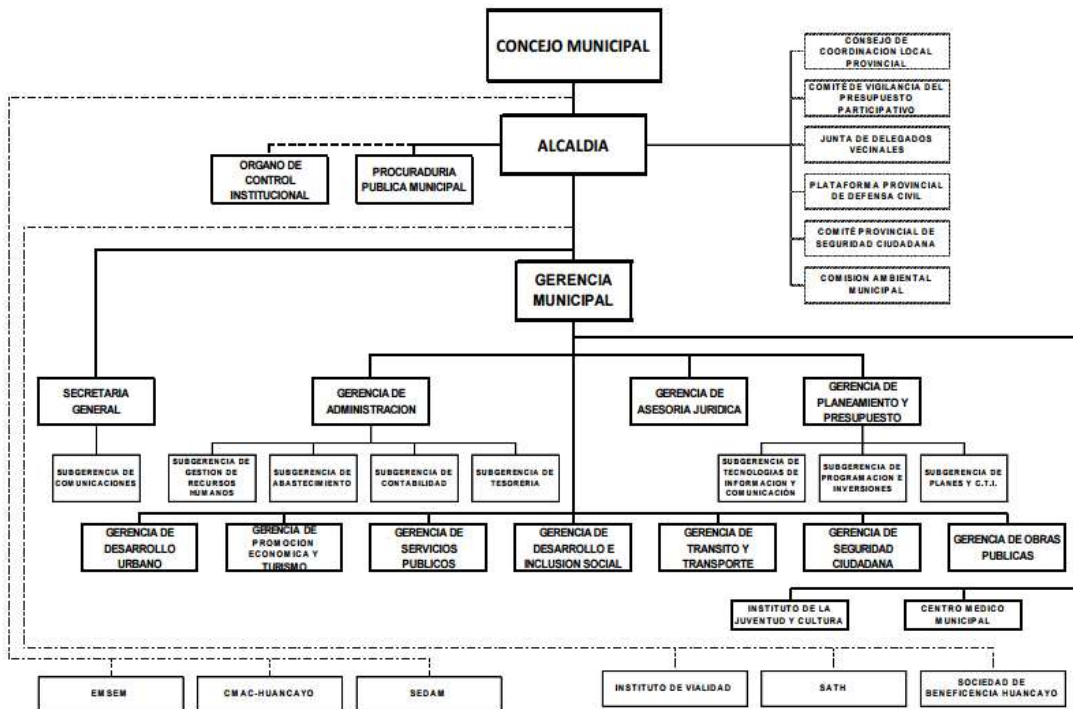 CONCEJO MUNICIPAL
CONSEJO DE
COORDINACION LOCAL
PROVINCIAL
COMITÉ DE VIGILANCIA DEL
PRESUPUESTO
PARTICIPATIVO
ALCALDIA
JUNTA DE DELEGADOS
VECINALES
ORGANO DE
CONTROL
INSTITUCIONAL
PROCURADURIA
PUBLICA MUNICIPAL
PLATAFORMA PROVINCIAL
DE DEFENSA CIVIL
COMITÉ PROVINCIAL DE
SEGURIDAD CIUDADANA
COMISION AMBIENTAL
MUNICIPAL
GERENCIA
MUNICIPAL
SECRETARIA
GENERAL
GERENCIA DE
ADMINISTRACION
GERENCIA DE
ASESORIA JURIDICA
GERENCIA DE
PLANEAMIENTO Y
PRESUPUESTO
SUBGERENCIA DE
COMUNICACIONES
SUBGERENCIA DE
GESTION DE
RECURSOS
HUMANOS
SUBGERENCIA DE
ABASTECIMIENTO
SUBGERENCIA DE
CONTABILIDAD
SUBGERENCIA DE
TESORERIA
SUBGERENCIA DE
TECNOLOGIAS DE
INFORMACION Y
COMUNICACIÓN
SUBGERENCIA DE
PROGRAMACION E
INVERSIONES
SUBGERENCIA DE
PLANES Y C.T.I.
GERENCIA DE
DESARROLLO
URBANO
GERENCIA DE
PROMOCION
ECONOMICA Y
TURISMO
GERENCIA DE
SERVICIOS
PUBLICOS
GERENCIA DE
DESARROLLO E
INCLUSION SOCIAL
GERENCIA DE
TRANSITO Y
TRANSPORTE
GERENCIA DE
SEGURIDAD
CIUDADANA
GERENCIA DE OBRAS
PUBLICAS
INSTITUTO DE LA
JUVENTUD Y CULTURA
CENTRO MEDICO
MUNICIPAL
EMSEM
CMAC-HUANCAYO
SEDAM
INSTITUTO DE VIALIDAD
SATH
SOCIEDAD DE
BENEFICENCIA HUANCAYO